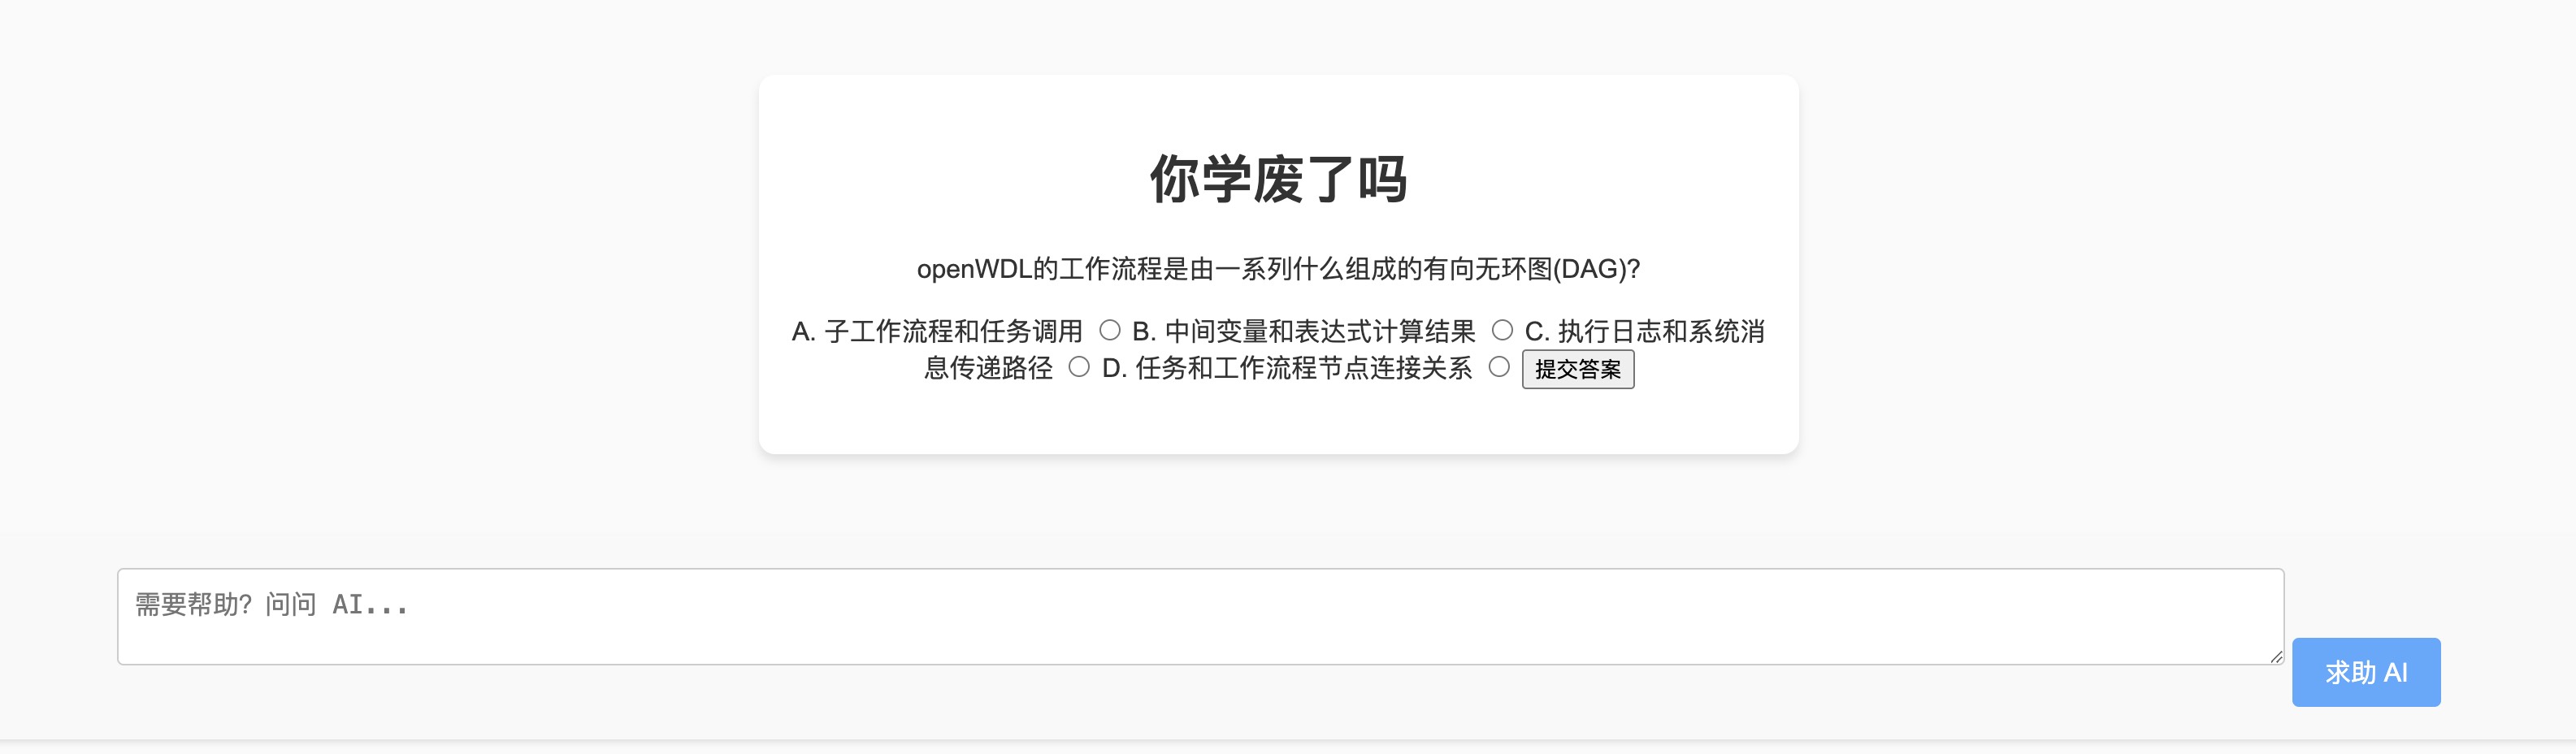 你学废了吗
openWDL的工作流程是由一系列什么组成的有向无环图(DAG)?
A. 子工作流程和任务调用 B. 中间变量和表达式计算结果 C. 执行日志和系统消
息传递路径 D. 任务和工作流程节点连接关系 提交答案
需要帮助? 问问 AI...
求助 AI